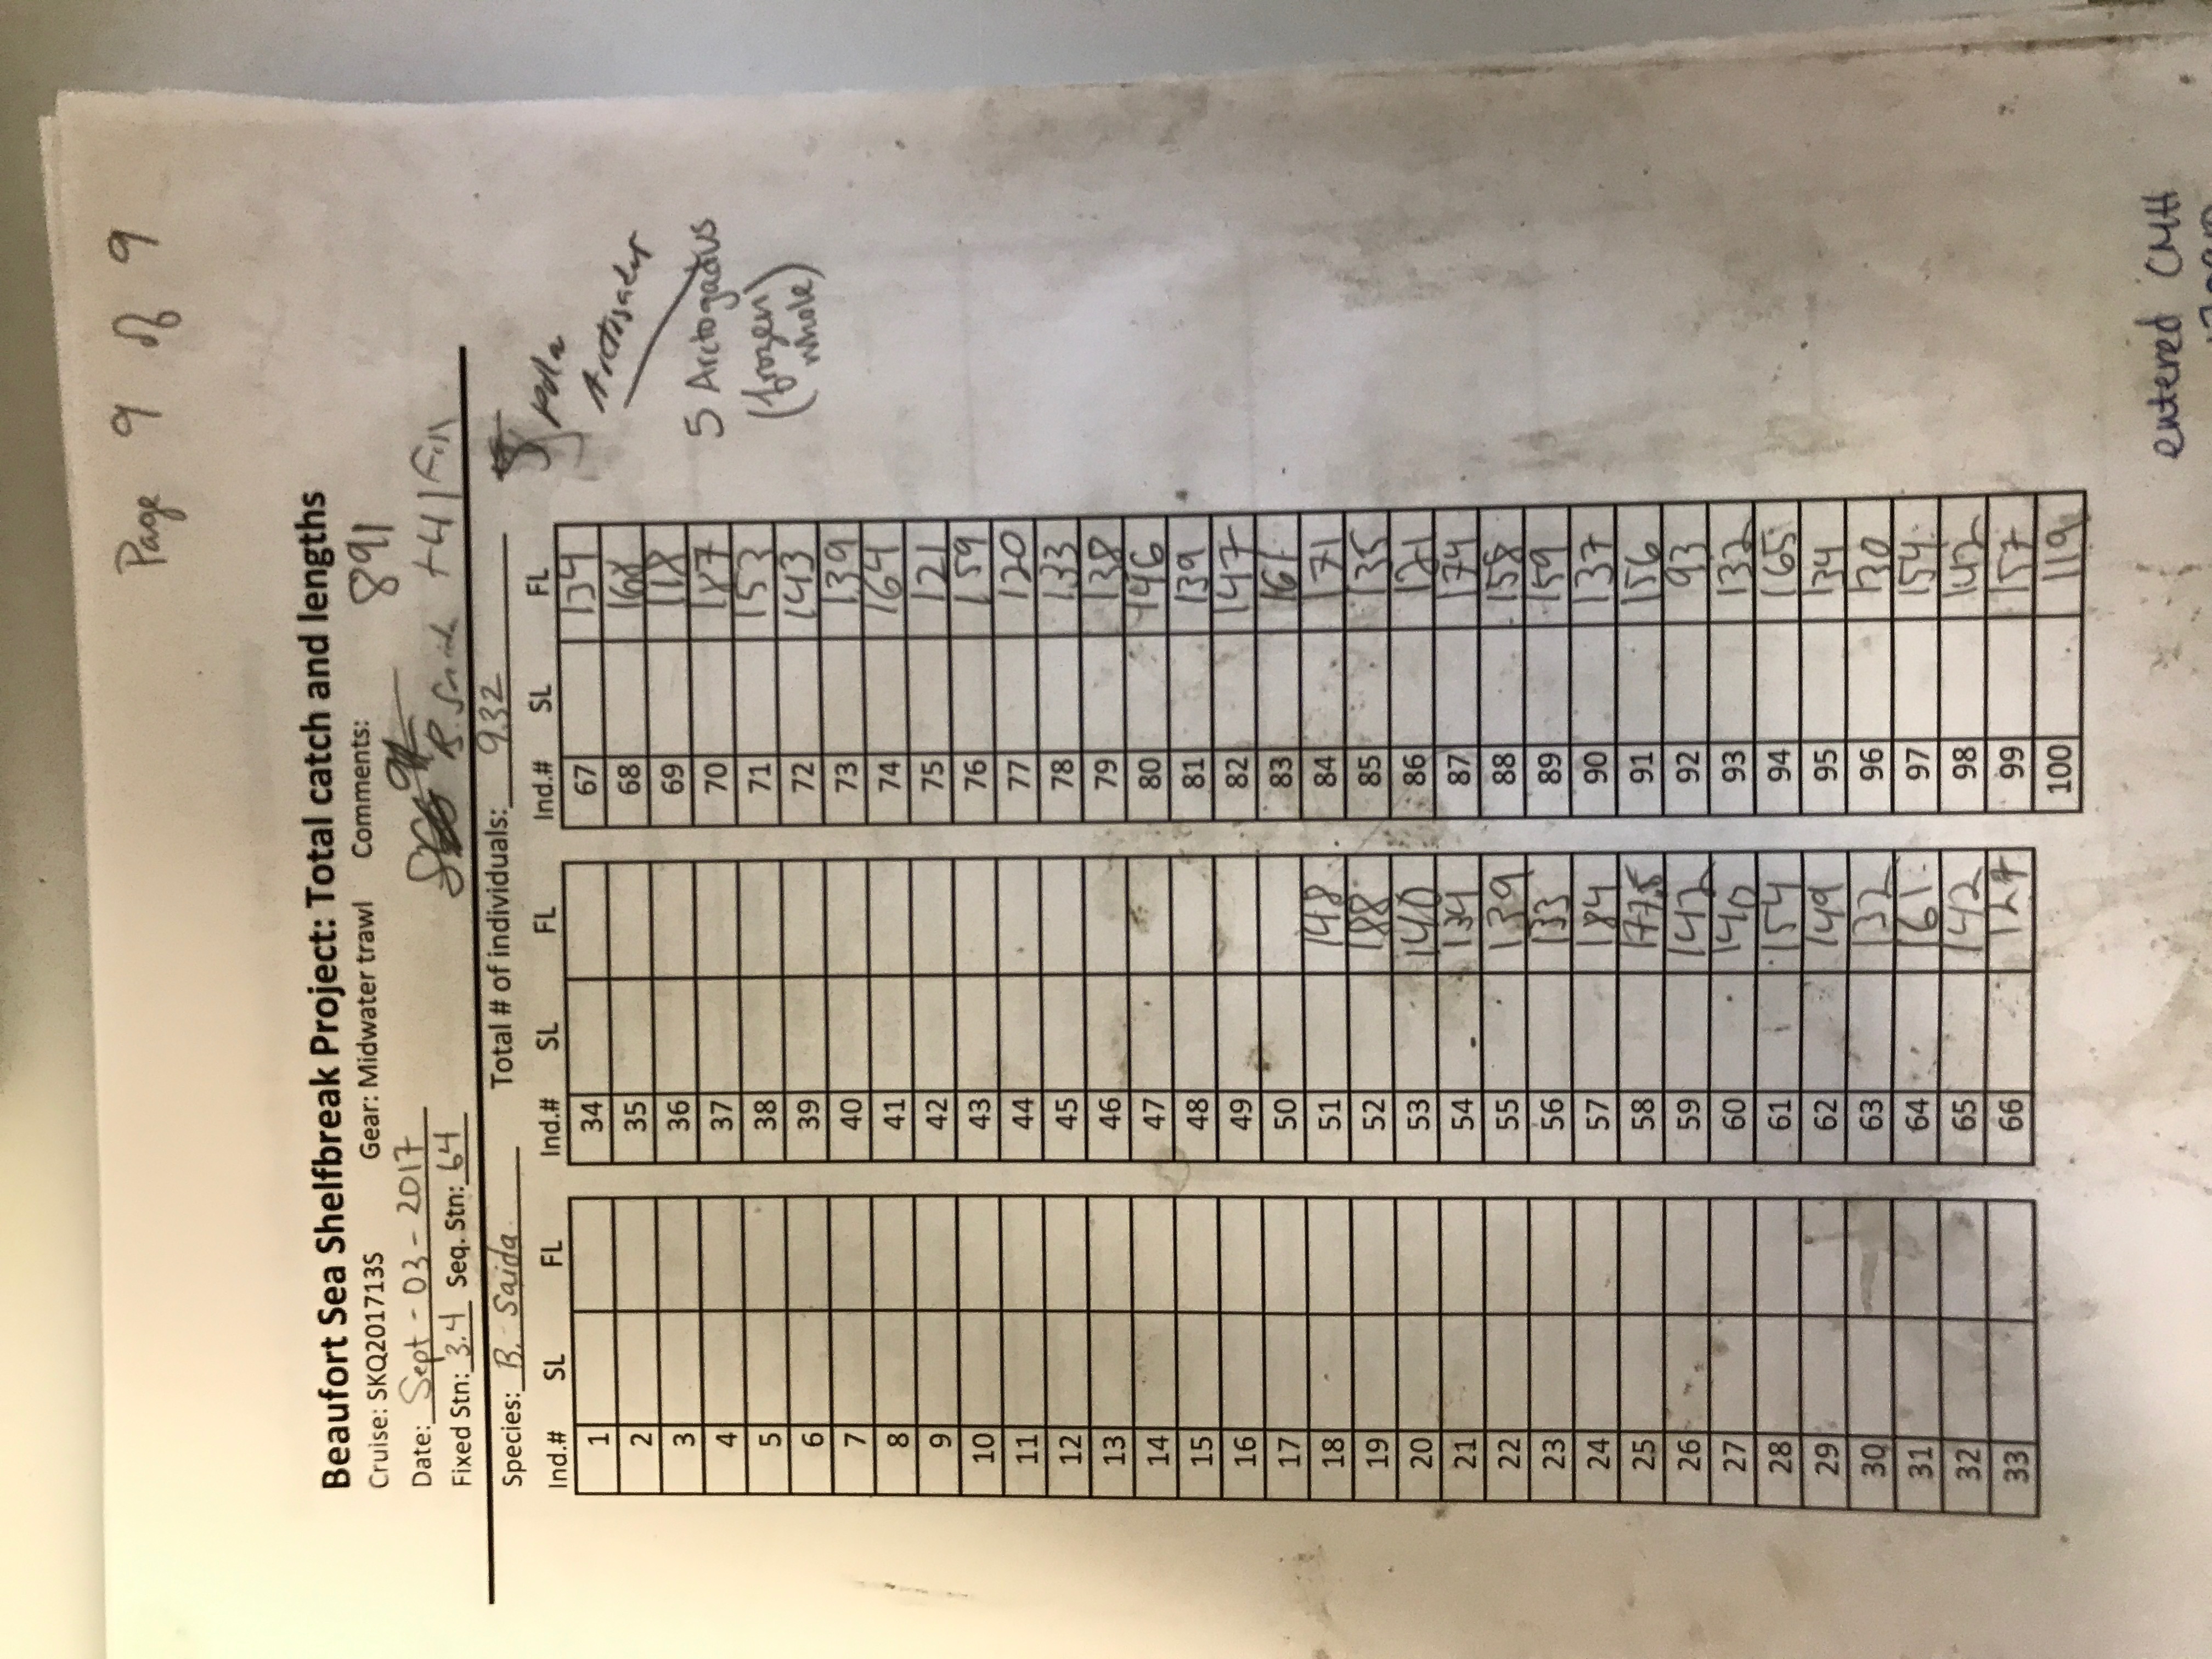 Page 9 of 9
Beaufort Sea Shelfbreak Project: Total catch and lengths
Cruise: SKQ201713S Gear: Midwater trawl Comments: 891
Date: Sept-03-2017 + 41 Fin
Fixed Stn: 3.4 Seq. Stn: 64
Species: B. Saida Total # of individuals: 932
5 Arctogadus
(frozen
whole)
Ind.# SL FL Ind.# SL FL Ind.# SL FL
1 34 67 134
2 35 68 168
3 36 69 118
4 37 70 187
5 38 71 153
6 39 72 143
7 40 73 139
8 41 74 164
9 42 75 121
10 43 76 159
11 44 77 120
12 45 78 133
13 46 79 138
14 47 80 146
15 48 81 139
16 49 82 147
17 50 83 161
18 51 148 84 171
19 52 188 85 135
20 53 140 86 121
21 54 134 87 174
22 55 139 88 158
23 56 133 89 159
24 57 184 90 137
25 58 177.5 91 156
26 59 142 92 93
27 60 140 93 132
28 61 154 94 165
29 62 149 95 134
30 63 132 96 130
31 64 161 97 154
32 65 142 98 142
33 66 99 157
100 119
entered CMH